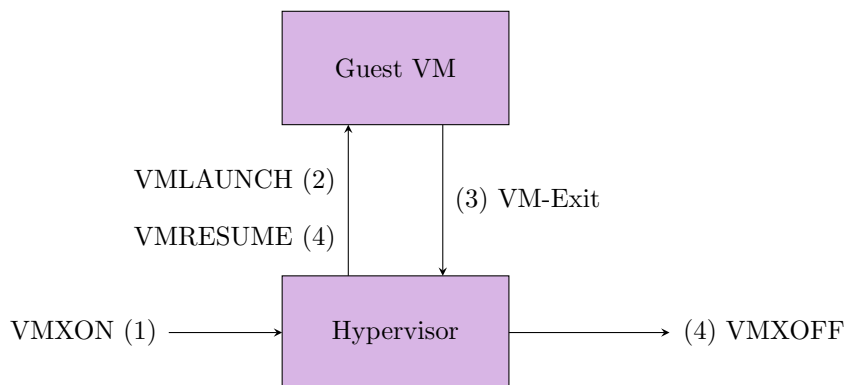 Guest VM
VMLAUNCH (2)
(3) VM-Exit
VMRESUME (4)
VMXON (1)
Hypervisor
(4) VMXOFF